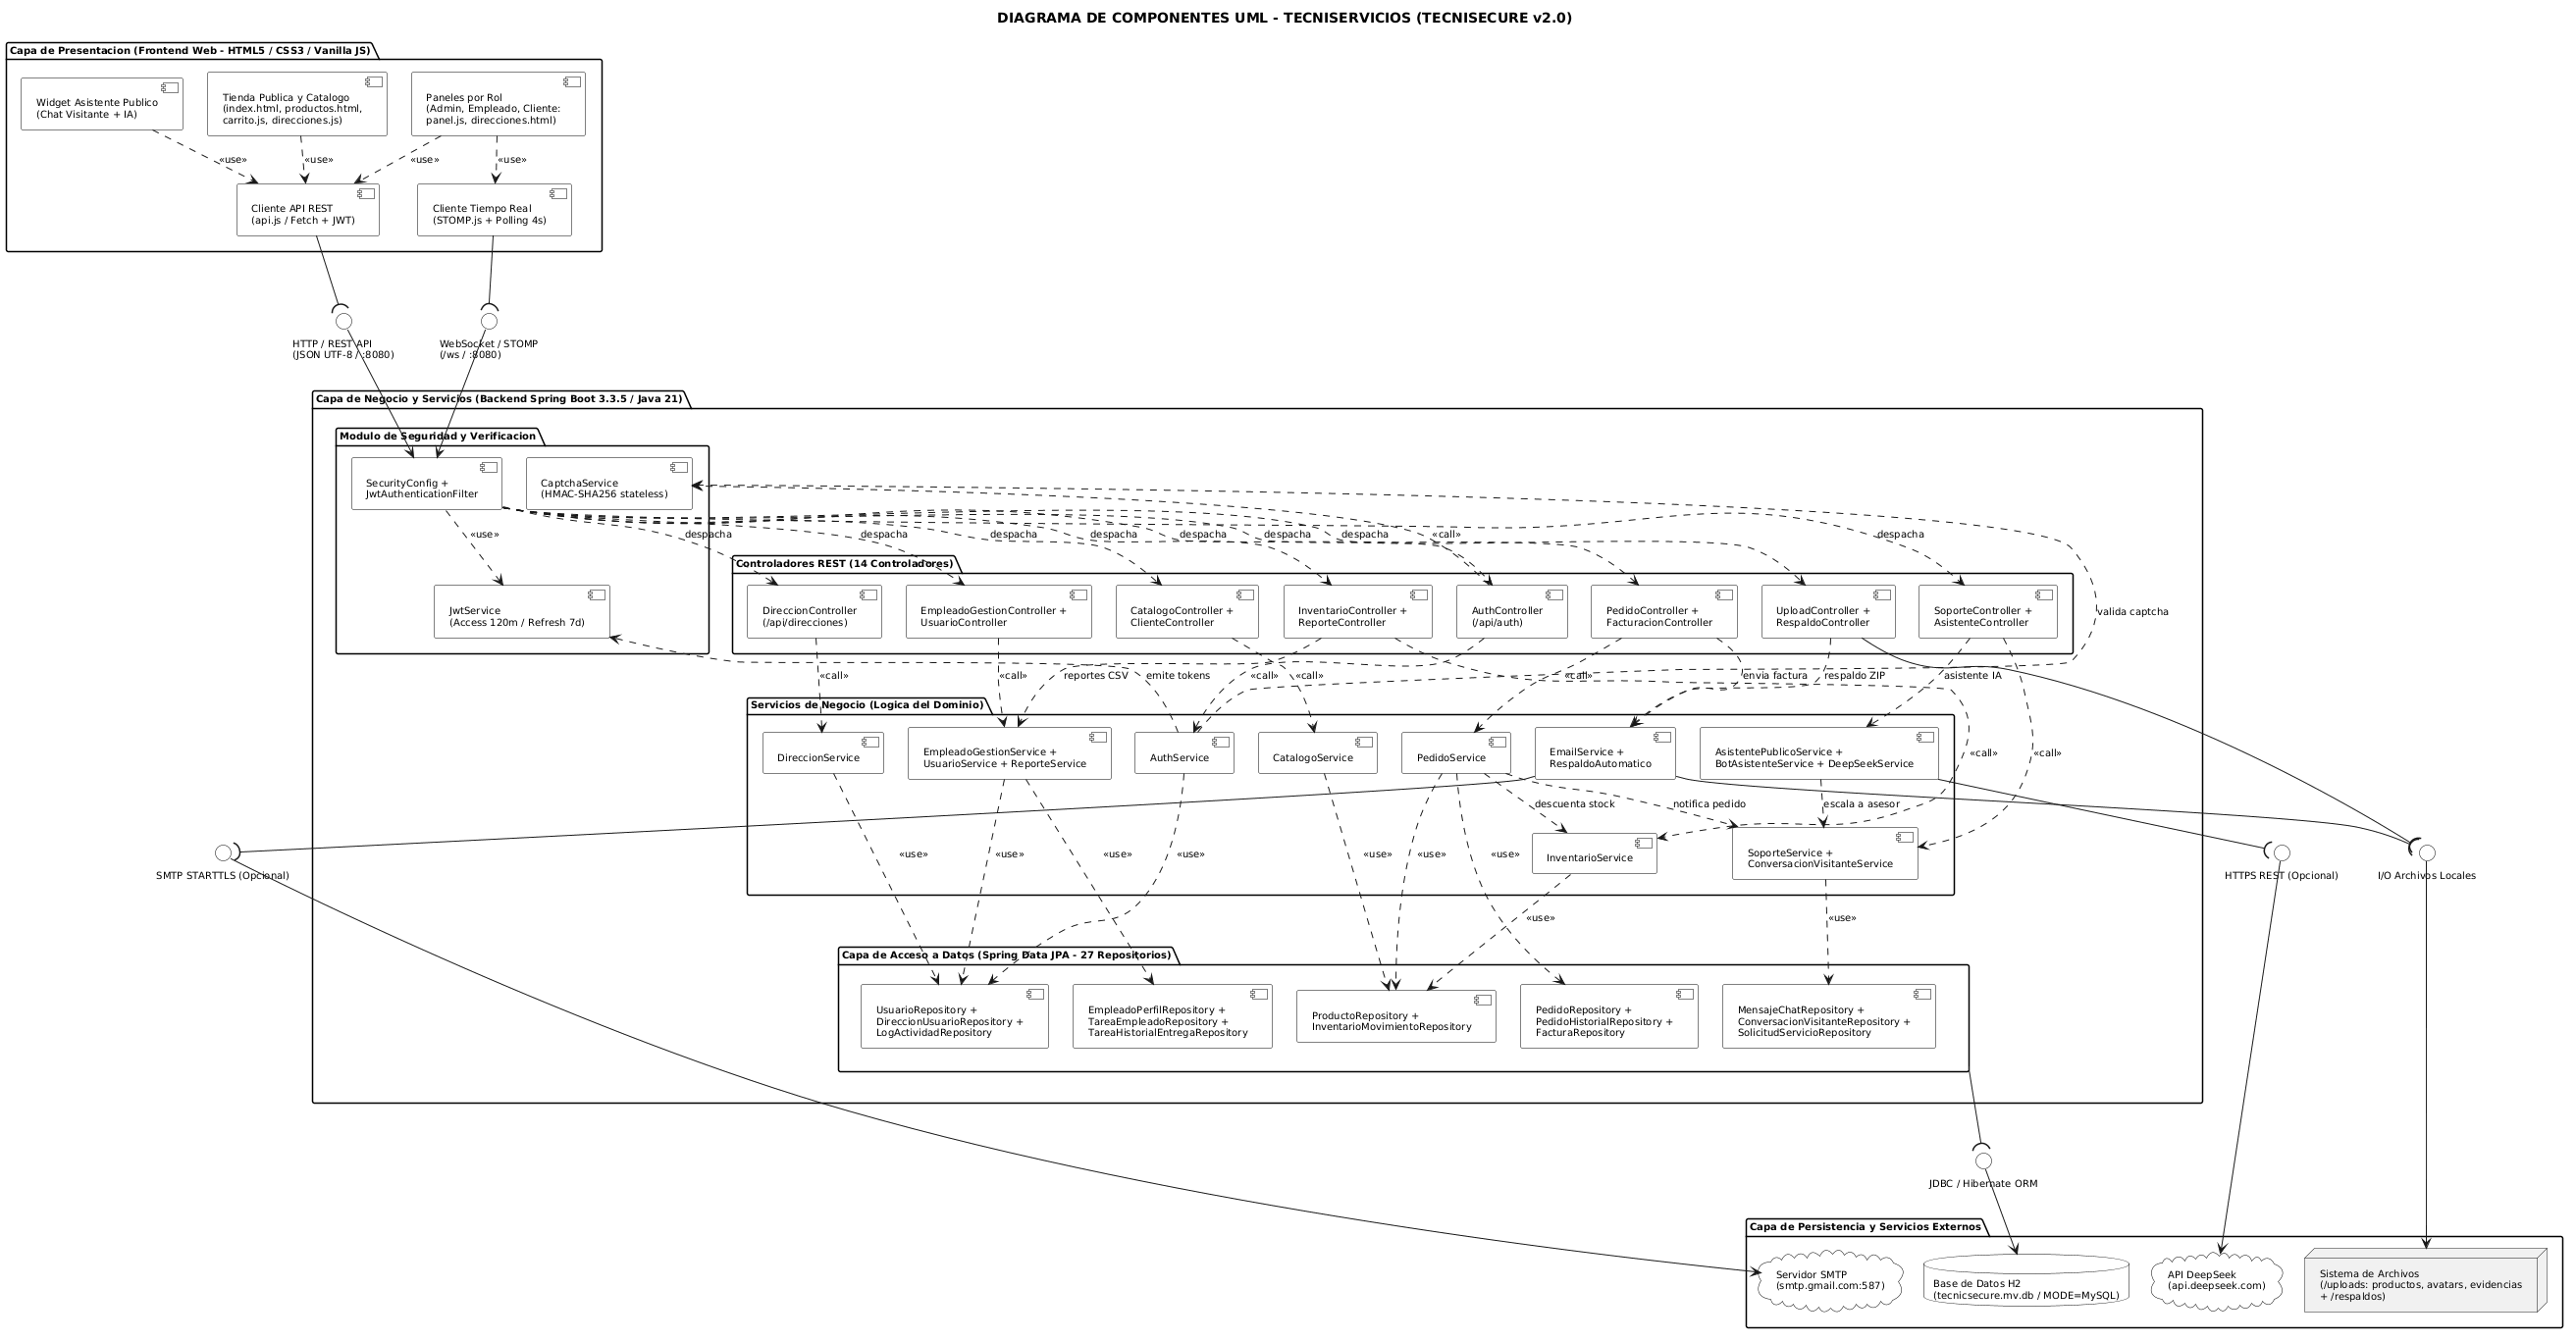 DIAGRAMA DE COMPONENTES UML - TECNISERVICIOS (TECNISECURE v2.0)
Capa de Presentacion (Frontend Web - HTML5 / CSS3 / Vanilla JS)
Widget Asistente Publico
(Chat Visitante + IA)
Tienda Publica y Catalogo
(index.html, productos.html,
carrito.js, direcciones.js)
Paneles por Rol
(Admin, Empleado, Cliente:
panel.js, direcciones.html)
«use»
«use»
«use»
«use»
Cliente API REST
(api.js / Fetch + JWT)
Cliente Tiempo Real
(STOMP.js + Polling 4s)
HTTP / REST API
(JSON UTF-8 / :8080)
WebSocket / STOMP
(/ws / :8080)
Capa de Negocio y Servicios (Backend Spring Boot 3.3.5 / Java 21)
Modulo de Seguridad y Verificacion
SecurityConfig +
JwtAuthenticationFilter
CaptchaService
(HMAC-SHA256 stateless)
«use»
despacha
despacha
despacha
despacha
despacha
despacha
despacha
«call»
despacha
JwtService
(Access 120m / Refresh 7d)
Controladores REST (14 Controladores)
DireccionController
(/api/direcciones)
EmpleadoGestionController +
UsuarioController
CatalogoController +
ClienteController
InventarioController +
ReporteController
AuthController
(/api/auth)
PedidoController +
FacturacionController
UploadController +
RespaldoController
SoporteController +
AsistenteController
valida captcha
«call»
«call»
reportes CSV
emite tokens
«call»
«call»
«call»
envia factura
respaldo ZIP
asistente IA
«call»
«call»
Servicios de Negocio (Logica del Dominio)
DireccionService
EmpleadoGestionService +
UsuarioService + ReporteService
AuthService
CatalogoService
PedidoService
EmailService +
RespaldoAutomatico
AsistentePublicoService +
BotAsistenteService + DeepSeekService
descuenta stock
notifica pedido
escala a asesor
InventarioService
SoporteService +
ConversacionVisitanteService
«use»
«use»
«use»
«use»
«use»
«use»
«use»
«use»
«use»
SMTP STARTTLS (Opcional)
HTTPS REST (Opcional)
I/O Archivos Locales
Capa de Acceso a Datos (Spring Data JPA - 27 Repositorios)
UsuarioRepository +
DireccionUsuarioRepository +
LogActividadRepository
EmpleadoPerfilRepository +
TareaEmpleadoRepository +
TareaHistorialEntregaRepository
ProductoRepository +
InventarioMovimientoRepository
PedidoRepository +
PedidoHistorialRepository +
FacturaRepository
MensajeChatRepository +
ConversacionVisitanteRepository +
SolicitudServicioRepository
JDBC / Hibernate ORM
Capa de Persistencia y Servicios Externos
Servidor SMTP
(smtp.gmail.com:587)
Base de Datos H2
(tecnicsecure.mv.db / MODE=MySQL)
API DeepSeek
(api.deepseek.com)
Sistema de Archivos
(/uploads: productos, avatars, evidencias
+ /respaldos)